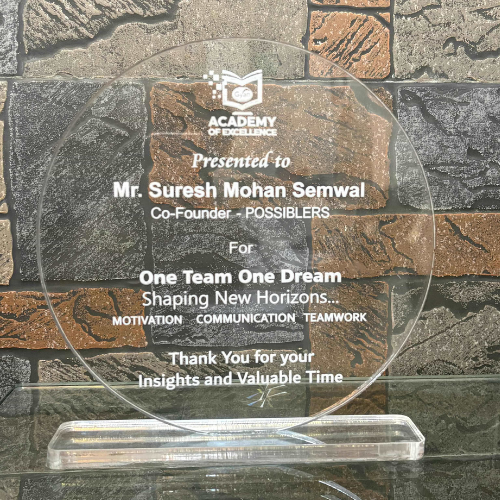 ACADEMY
OF EXCELLENCE
Presented to
Mr. Suresh Mohan Semwal
Co-Founder - POSSIBLERS
For
One Team One Dream
Shaping New Horizons...
MOTIVATION COMMUNICATION TEAMWORK
Thank You for your
Insights and Valuable Time